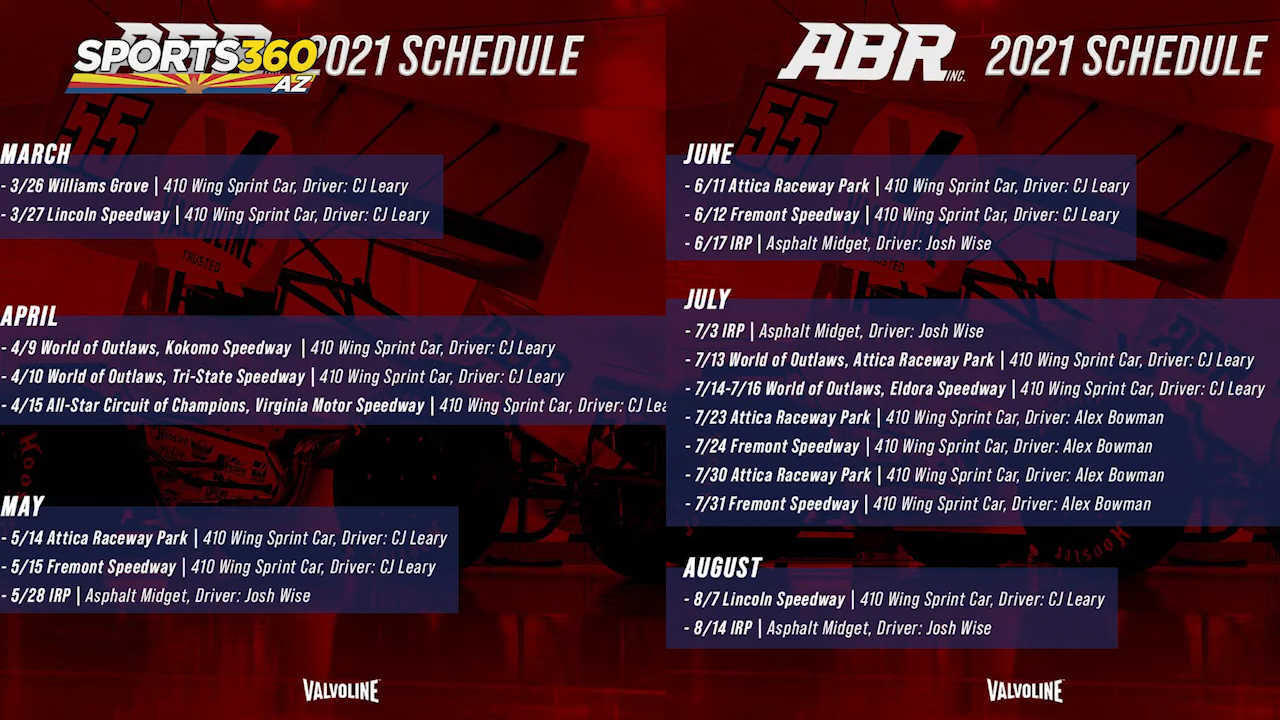 SPORTS360
AZ
2021 SCHEDULE
55
MARCH
- 3/26 Williams Grove | 410 Wing Sprint Car, Driver: CJ Leary
- 3/27 Lincoln Speedway | 410 Wing Sprint Car, Driver: CJ Leary
VALVOLINE
TRUSTED
APRIL
- 4/9 World of Outlaws, Kokomo Speedway | 410 Wing Sprint Car, Driver: CJ Leary
- 4/10 World of Outlaws, Tri-State Speedway | 410 Wing Sprint Car, Driver: CJ Leary
- 4/15 All-Star Circuit of Champions, Virginia Motor Speedway | 410 Wing Sprint Car, Driver: CJ Lea
MAY
- 5/14 Attica Raceway Park | 410 Wing Sprint Car, Driver: CJ Leary
- 5/15 Fremont Speedway | 410 Wing Sprint Car, Driver: CJ Leary
- 5/28 IRP | Asphalt Midget, Driver: Josh Wise
VALVOLINE
ABR INC. 2021 SCHEDULE
55
JUNE
- 6/11 Attica Raceway Park | 410 Wing Sprint Car, Driver: CJ Leary
- 6/12 Fremont Speedway | 410 Wing Sprint Car, Driver: CJ Leary
- 6/17 IRP | Asphalt Midget, Driver: Josh Wise
TRUSTED
JULY
- 7/3 IRP | Asphalt Midget, Driver: Josh Wise
- 7/13 World of Outlaws, Attica Raceway Park | 410 Wing Sprint Car, Driver: CJ Leary
- 7/14-7/16 World of Outlaws, Eldora Speedway | 410 Wing Sprint Car, Driver: CJ Leary
- 7/23 Attica Raceway Park | 410 Wing Sprint Car, Driver: Alex Bowman
- 7/24 Fremont Speedway | 410 Wing Sprint Car, Driver: Alex Bowman
- 7/30 Attica Raceway Park | 410 Wing Sprint Car, Driver: Alex Bowman
- 7/31 Fremont Speedway | 410 Wing Sprint Car, Driver: Alex Bowman
HOOSIER
AUGUST
- 8/7 Lincoln Speedway | 410 Wing Sprint Car, Driver: CJ Leary
- 8/14 IRP | Asphalt Midget, Driver: Josh Wise
VALVOLINE